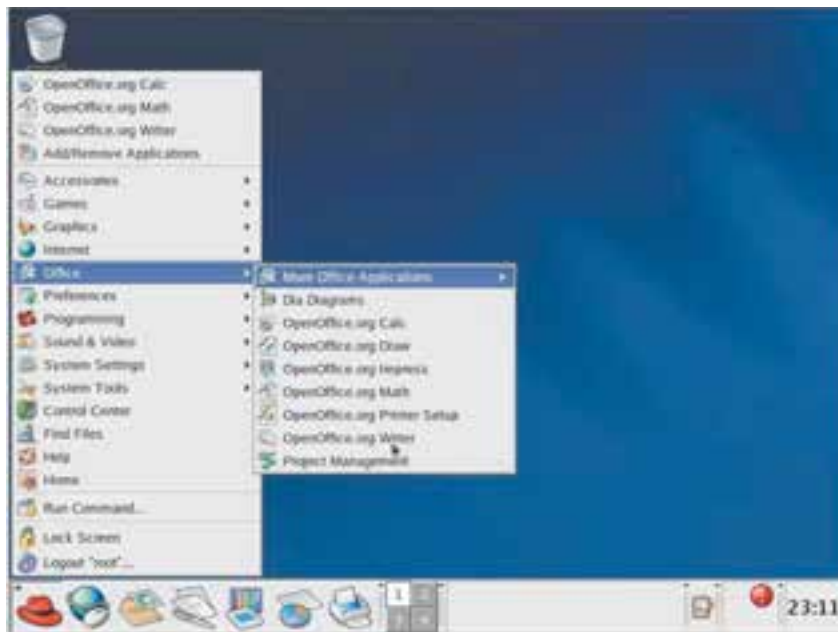 OpenOffice.org Calc
OpenOffice.org Math
OpenOffice.org Writer
Add/Remove Applications
Accessories
Games
Graphics
Internet
Office
Preferences
Programming
Sound & Video
System Settings
System Tools
Control Center
Find Files
Help
Home
Run Command...
Lock Screen
Logout "root"...
More Office Applications
Dia Diagrams
OpenOffice.org Calc
OpenOffice.org Draw
OpenOffice.org Impress
OpenOffice.org Math
OpenOffice.org Printer Setup
OpenOffice.org Writer
Project Management
1 2
3 4
23:11